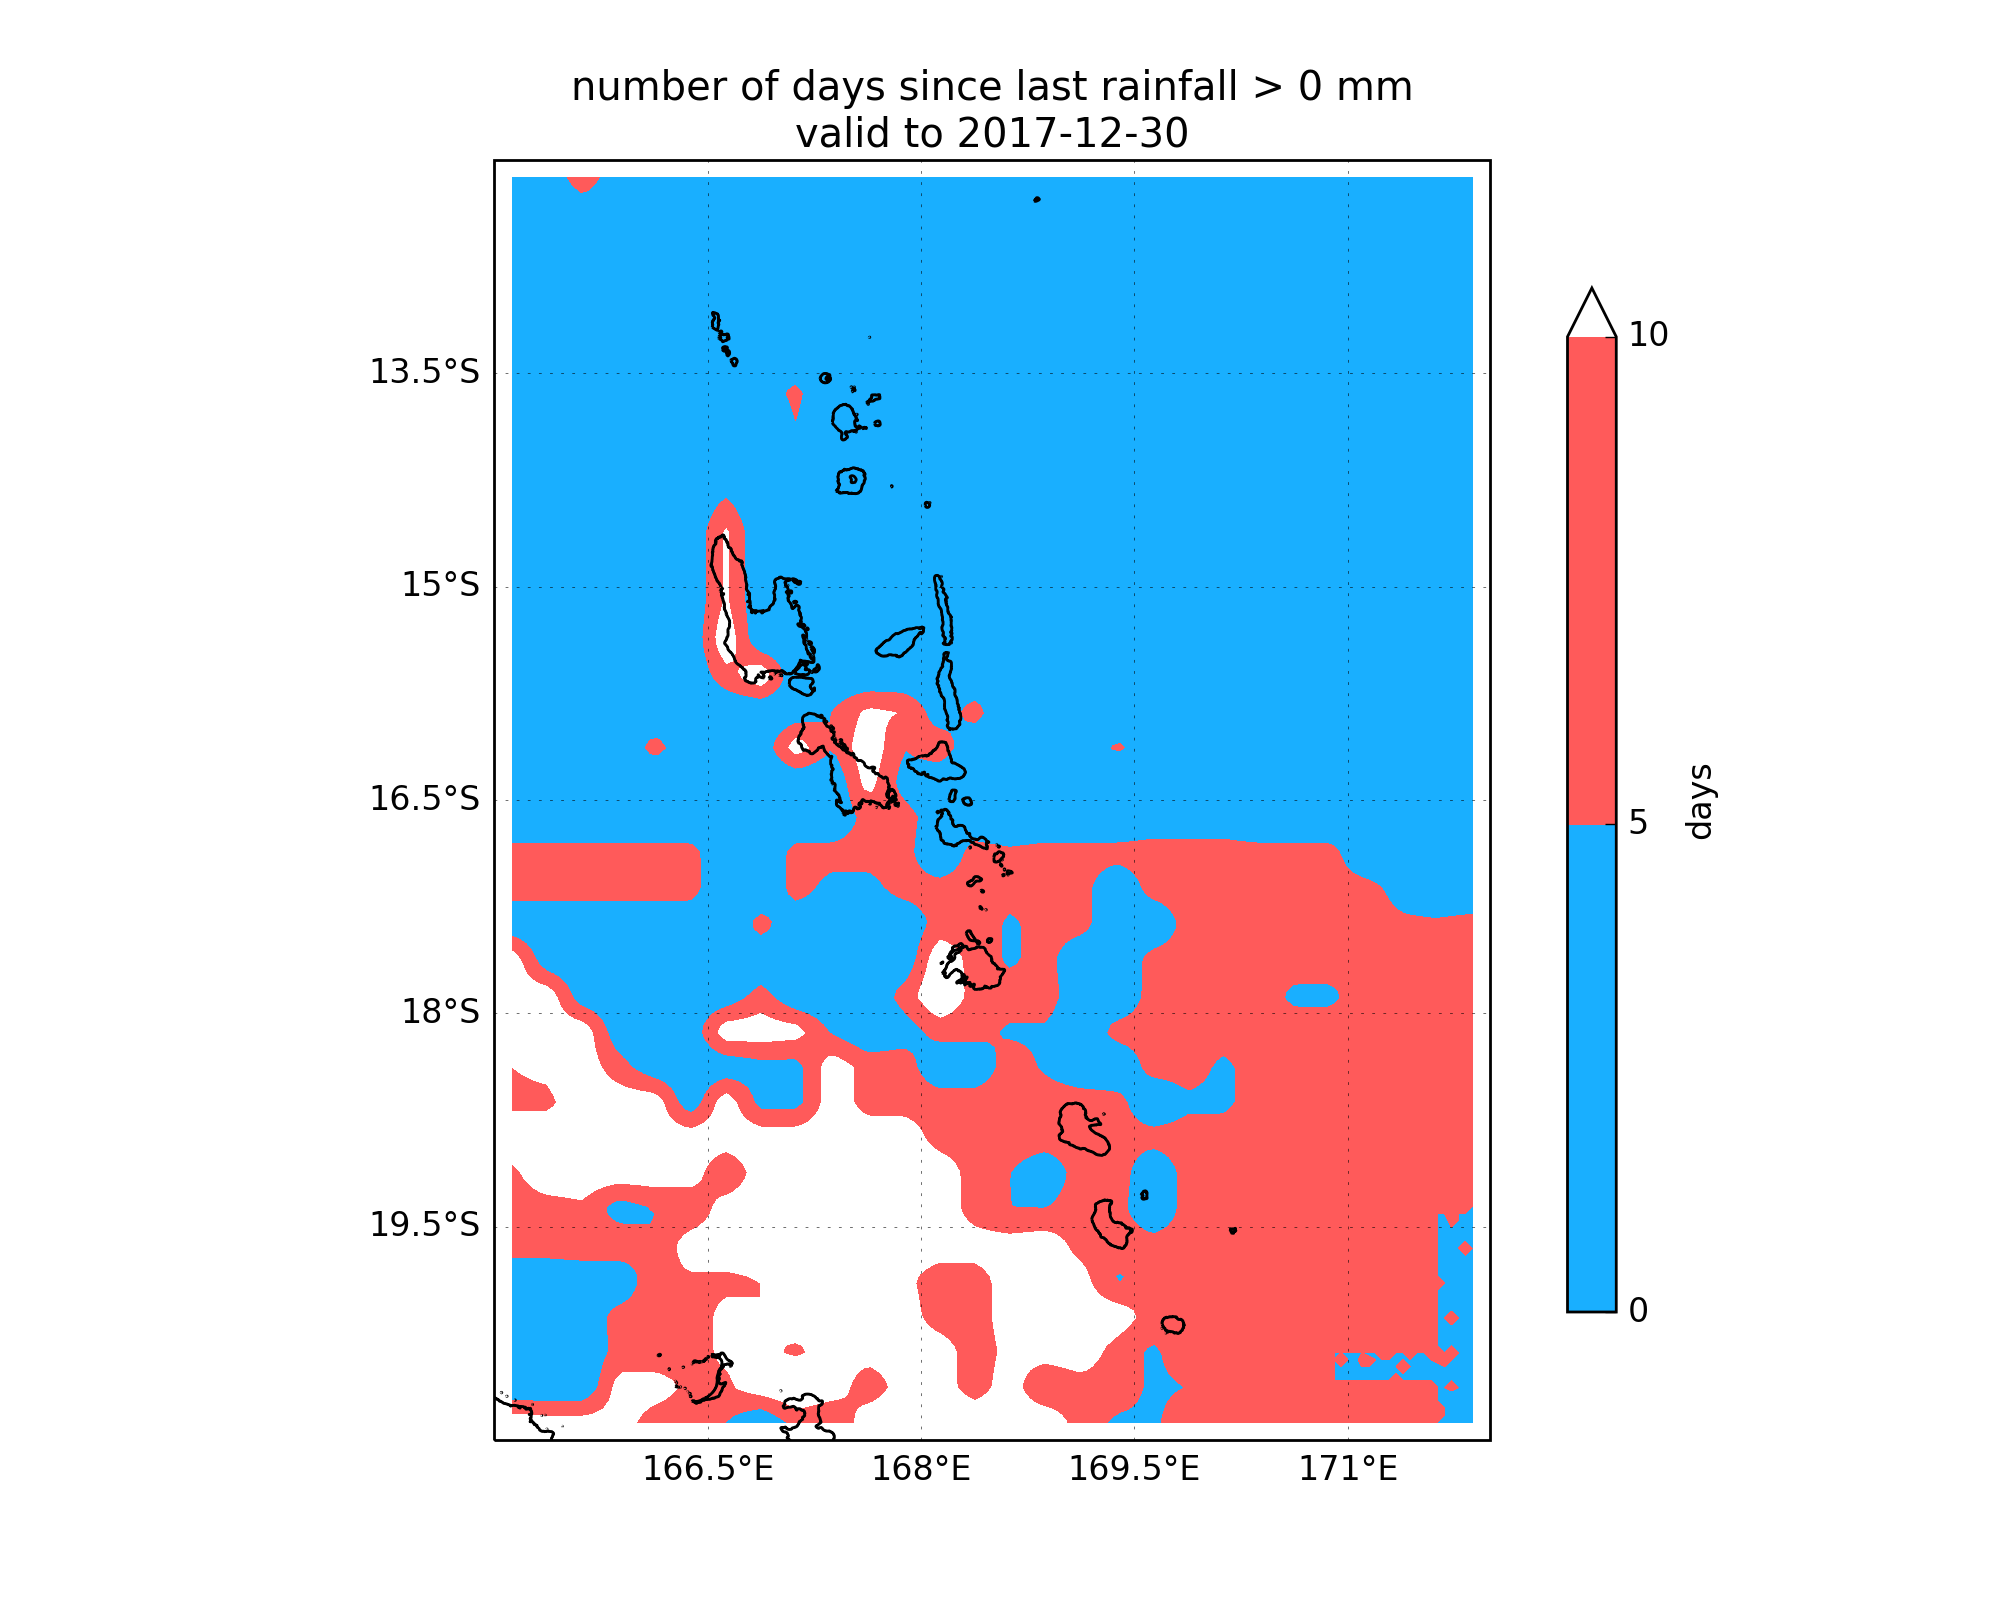 number of days since last rainfall > 0 mm
valid to 2017-12-30
13.5°S
15°S
16.5°S
18°S
19.5°S
166.5°E
168°E
169.5°E
171°E
10
5
0
days